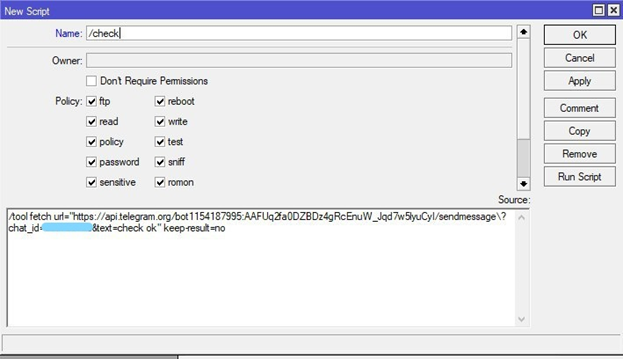 New Script
Name: /check
OK
Owner:
Cancel
Don't Require Permissions
Apply
Policy: ftp reboot
read write
Comment
policy test
Copy
password sniff
Remove
sensitive romon
Run Script
Source:
/tool fetch url="https://api.telegram.org/bot1154187995:AAFUq2fa0DZBDz4gRcEnuW_Jqd7w5lyuCyI/sendmessage\?
chat_id= &text=check ok" keep-result=no